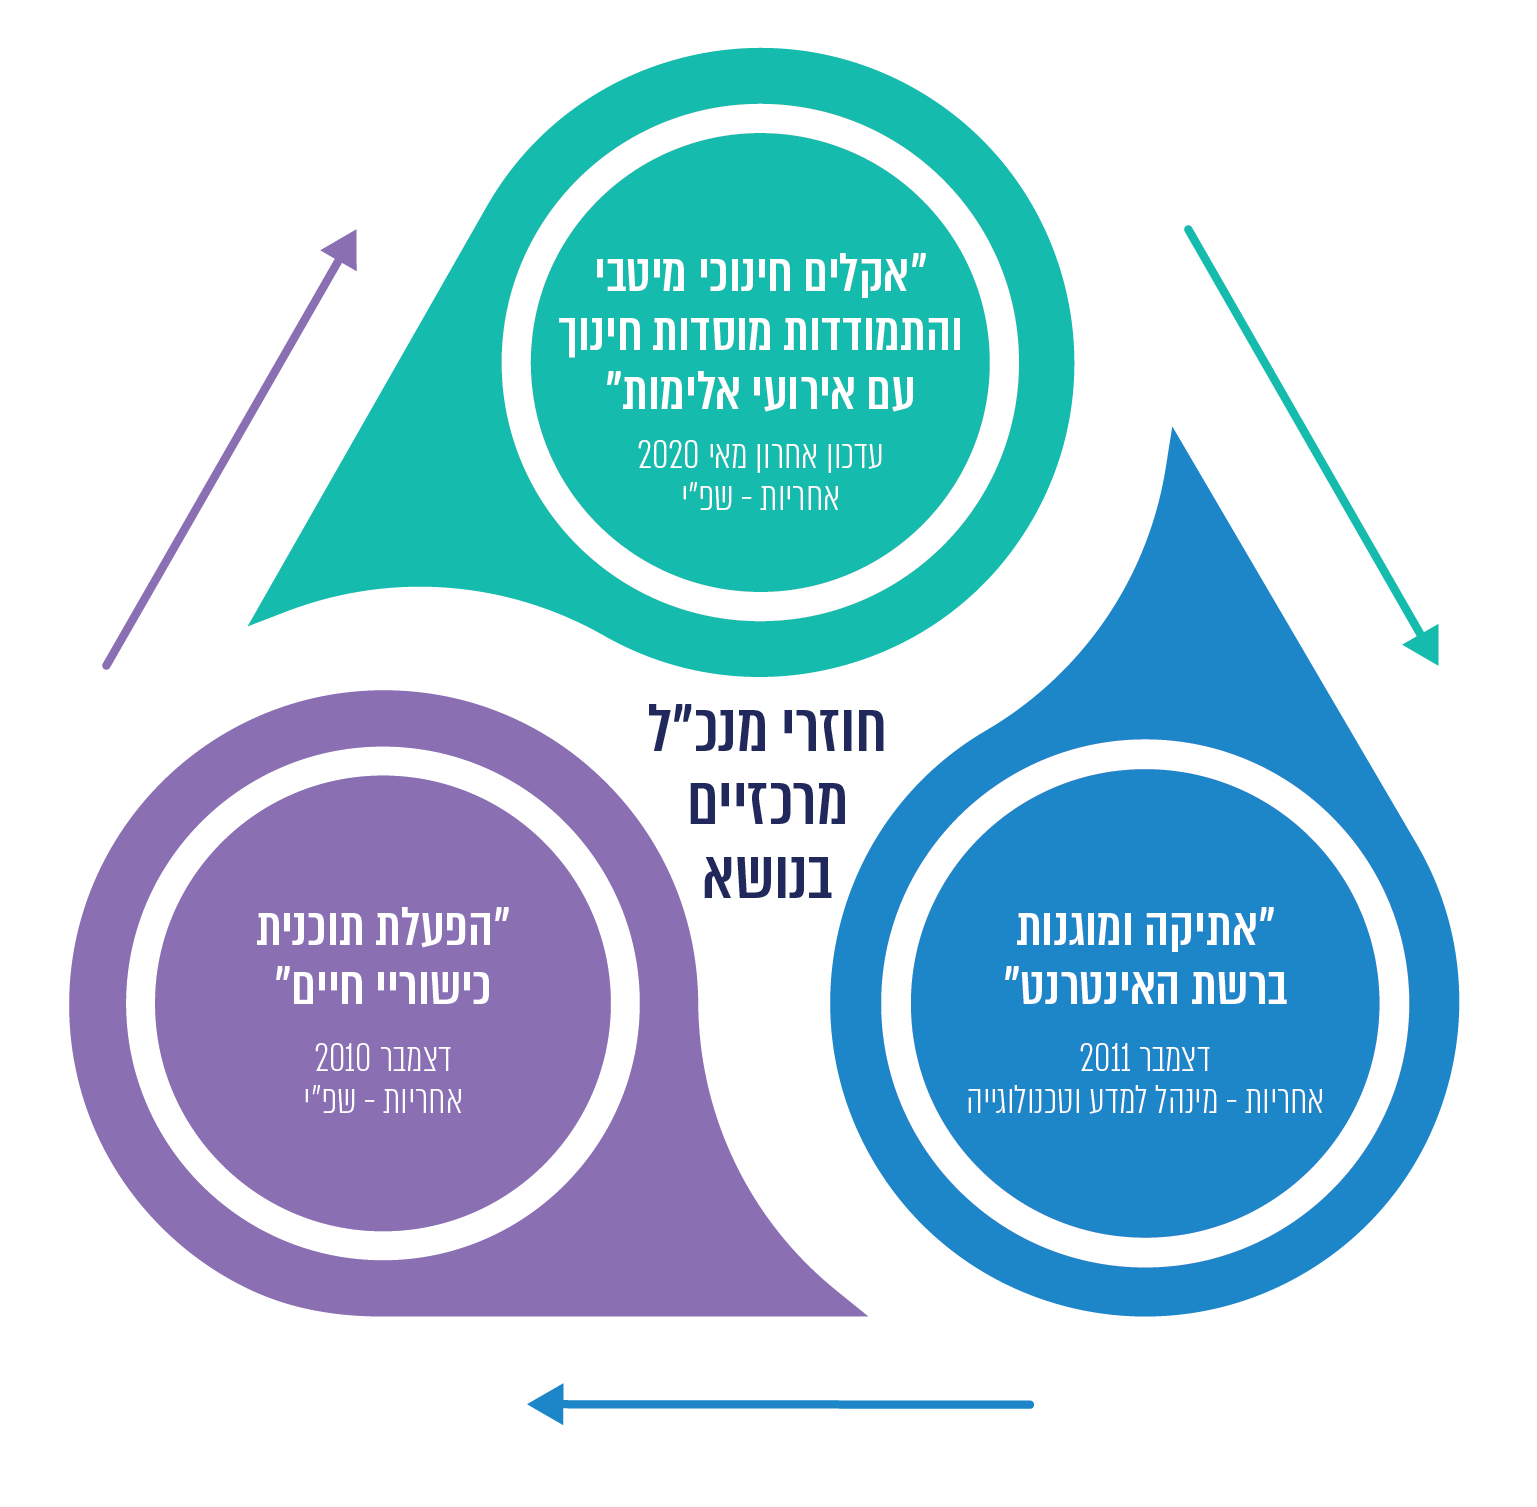 "אקלים חינוכי מיטבי
והתמודדות מוסדות חינוך
עם אירועי אלימות"
עדכון אחרון מאי 2020
אחריות - שפ"י
חוזרי מנכ"ל
מרכזיים
בנושא
"אתיקה ומוגנות
ברשת האינטרנט"
דצמבר 2011
אחריות - מינהל למדע וטכנולוגייה
"הפעלת תוכנית
כישוריי חיים"
דצמבר 2010
אחריות - שפ"י